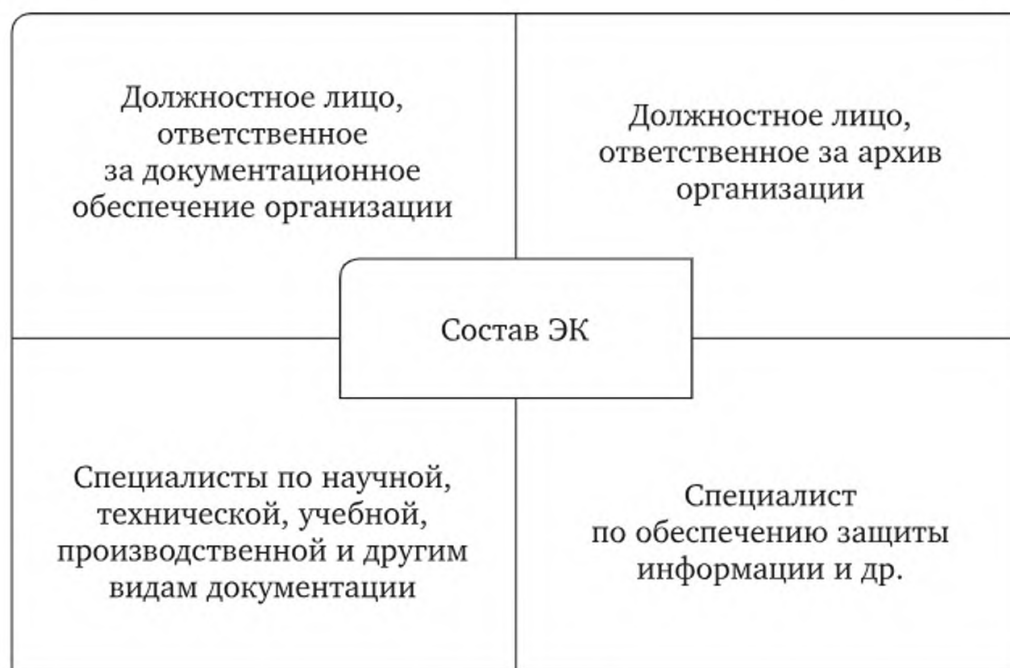 Должностное лицо,
ответственное
за документационное
обеспечение организации
Должностное лицо,
ответственное за архив
организации
Состав ЭК
Специалисты по научной,
технической, учебной,
производственной и другим
видам документации
Специалист
по обеспечению защиты
информации и др.